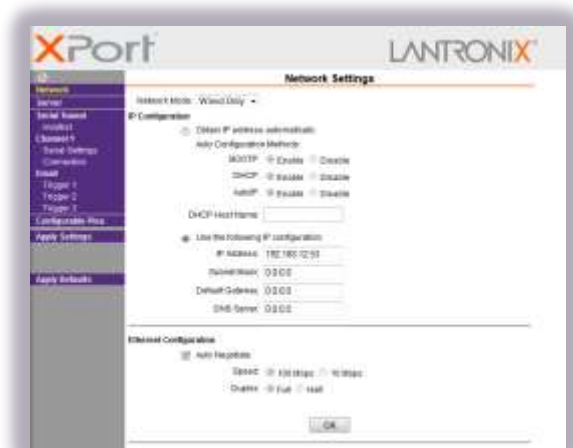 XPort
LANTRONIX
Network
Server
Serial Tunnel
Hostlist
Channel 1
Serial Settings
Connection
Email
Trigger 1
Trigger 2
Trigger 3
Configurable Pins
Apply Settings
Apply Defaults
Network Settings
Network Mode: Wired Only
IP Configuration
Obtain IP address automatically
Auto Configuration Methods:
BOOTP: Enable Disable
DHCP: Enable Disable
AutoIP: Enable Disable
DHCP Host Name:
Use the following IP configuration:
IP Address: 192.168.12.53
Subnet Mask: 0.0.0.0
Default Gateway: 0.0.0.0
DNS Server: 0.0.0.0
Ethernet Configuration
Auto Negotiate
Speed: 100 Mbps 10 Mbps
Duplex: Full Half
OK